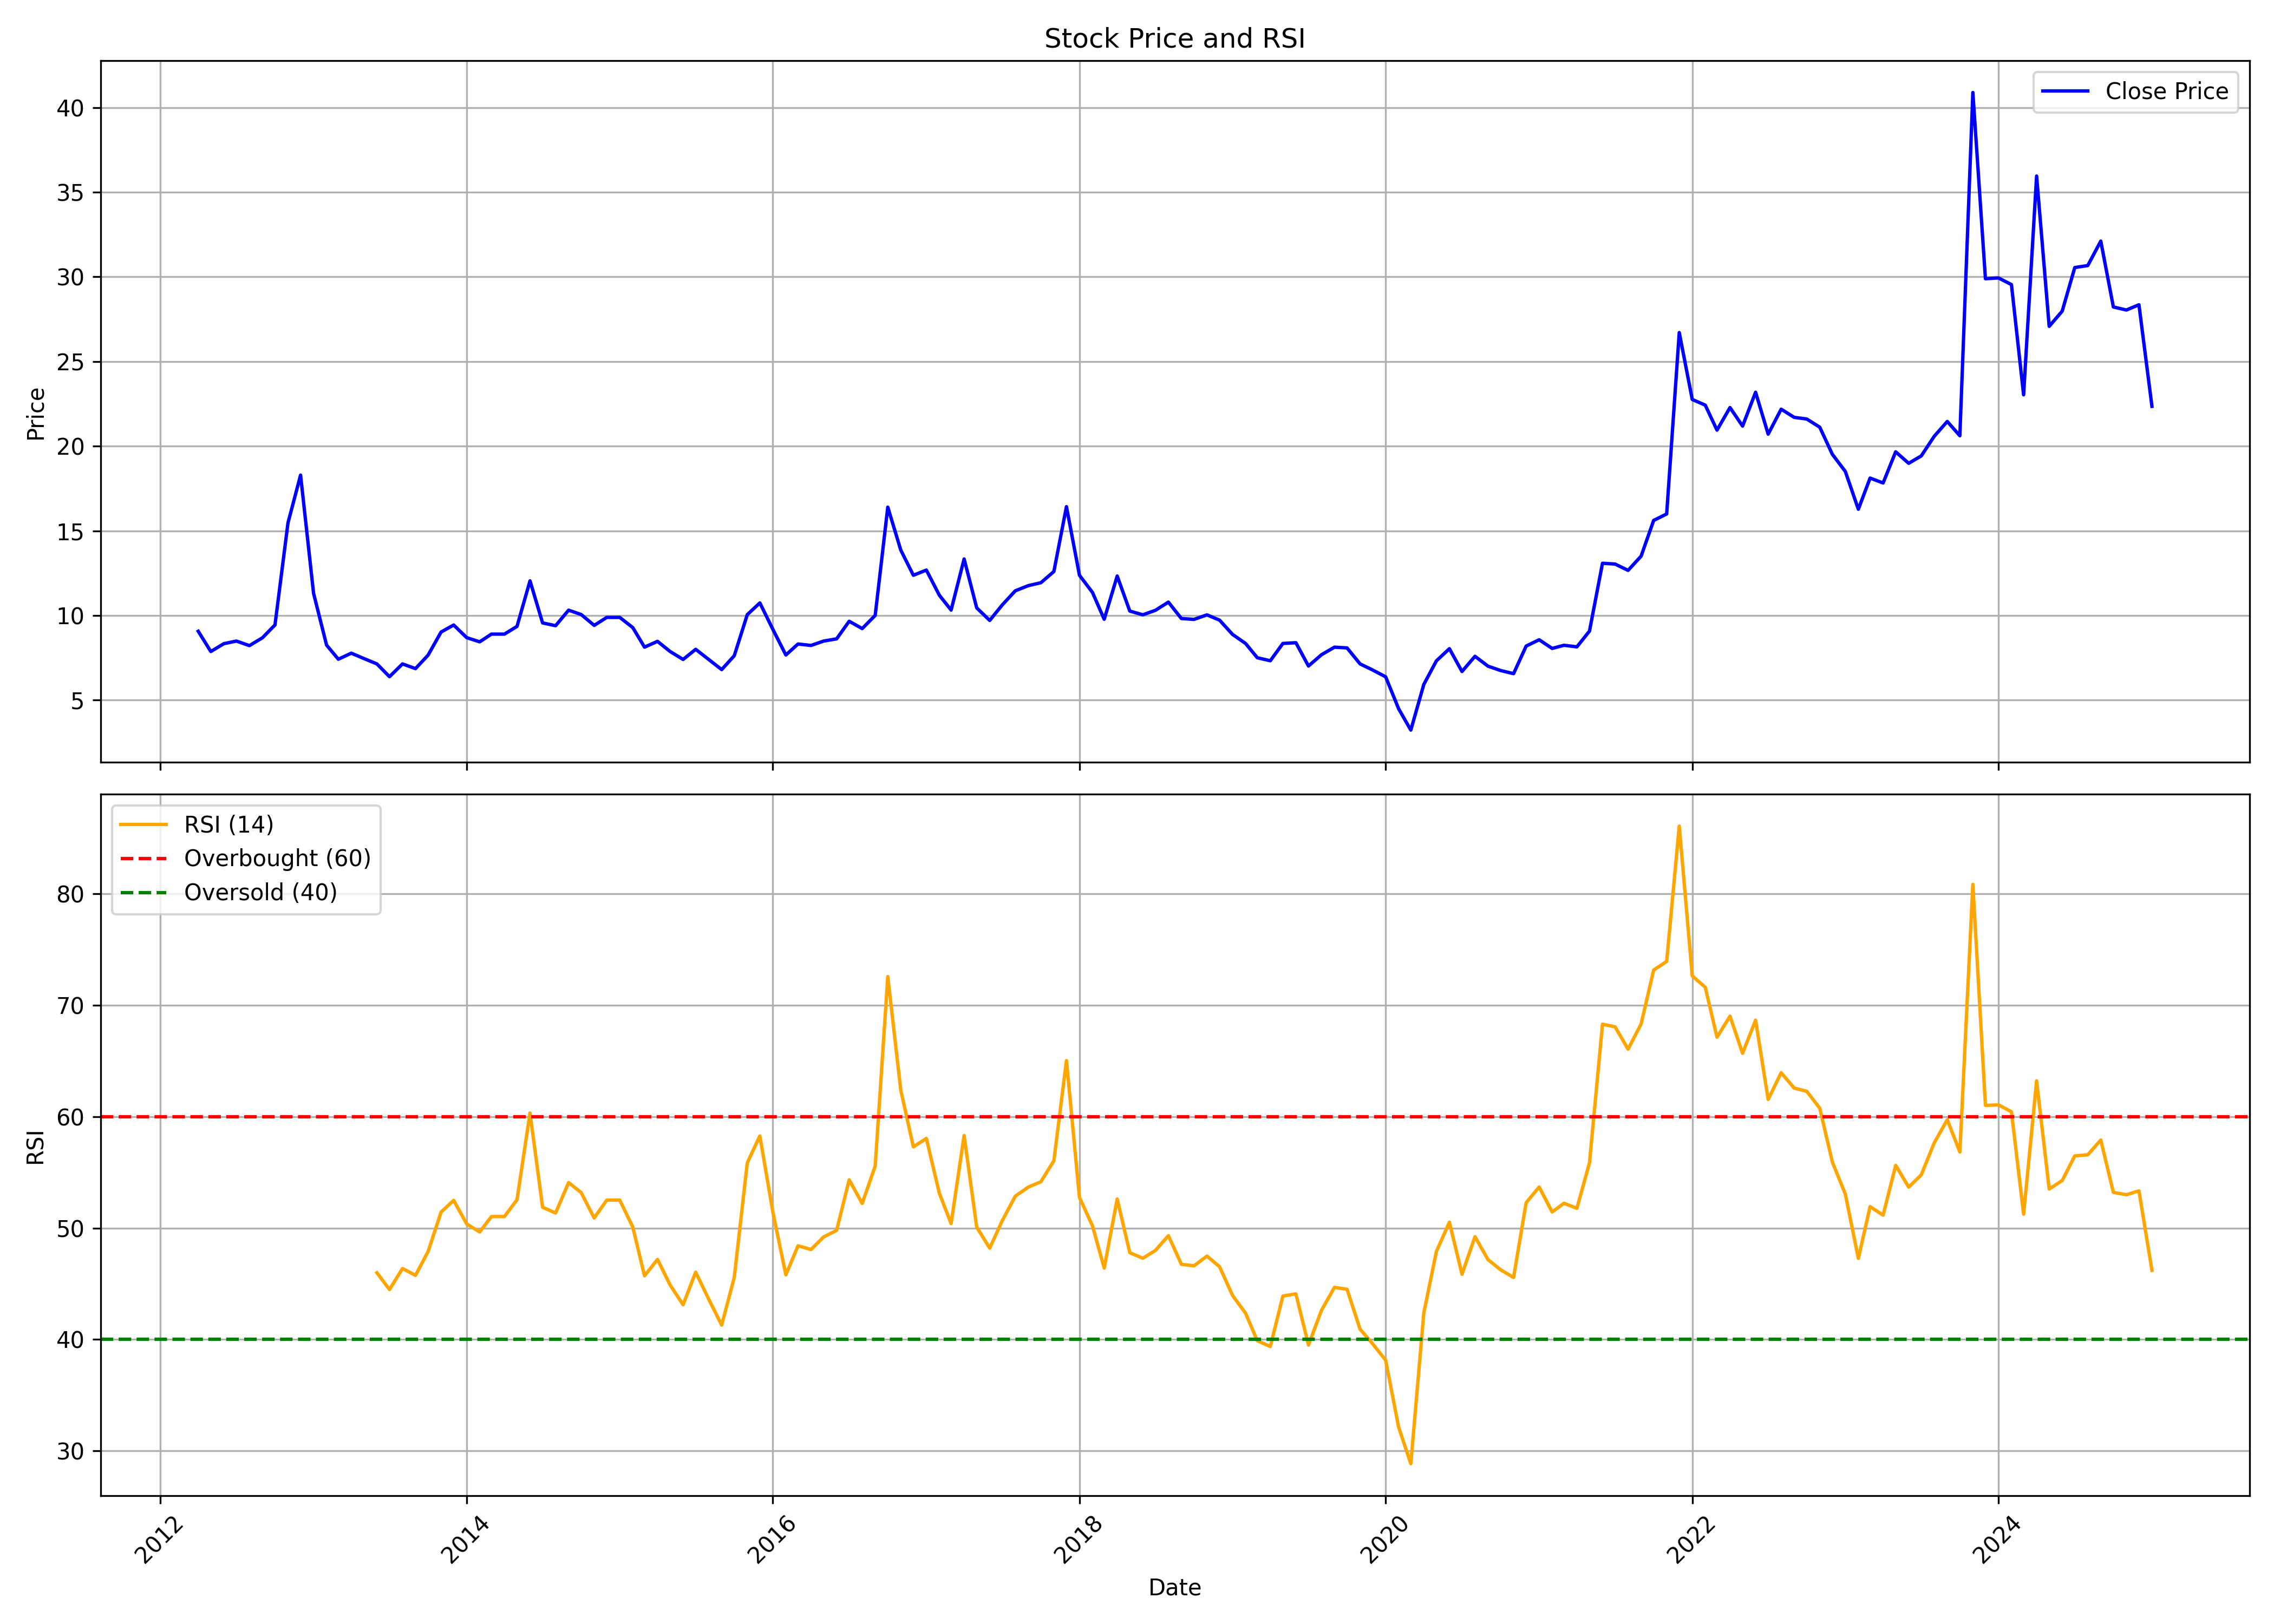 Stock Price and RSI
Close Price
40
35
30
25
20
15
10
5
Price
RSI (14)
Overbought (60)
Oversold (40)
80
70
60
50
40
30
RSI
2012
2014
2016
2018
2020
2022
2024
Date